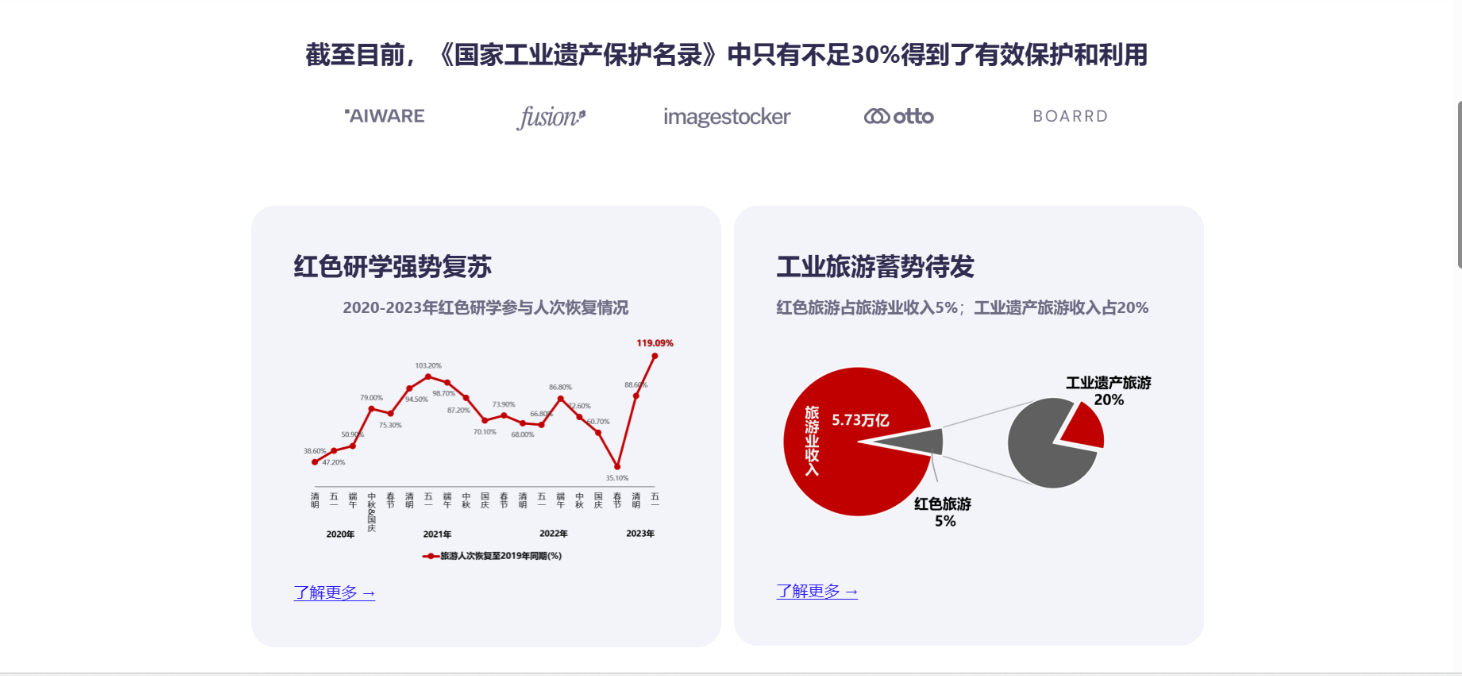 截至目前，《国家工业遗产保护名录》中只有不足30%得到了有效保护和利用
AIWARE
fusion
imagestocker
otto
BOARRD
红色研学强势复苏
2020-2023年红色研学参与人次恢复情况
38.60%
47.20%
50.90%
79.00%
75.30%
94.50%
103.20%
98.70%
87.20%
70.10%
73.90%
68.00%
66.80%
86.80%
72.60%
60.70%
35.10%
88.60%
119.09%
清明
五一
端午
中秋&国庆
春节
清明
五一
端午
中秋
国庆
春节
清明
五一
端午
中秋
国庆
春节
清明
五一
2020年
2021年
2022年
2023年
旅游人次恢复至2019年同期(%)
了解更多 →
工业旅游蓄势待发
红色旅游占旅游业收入5%；工业遗产旅游收入占20%
旅游业收入
5.73万亿
红色旅游
5%
工业遗产旅游
20%
了解更多 →